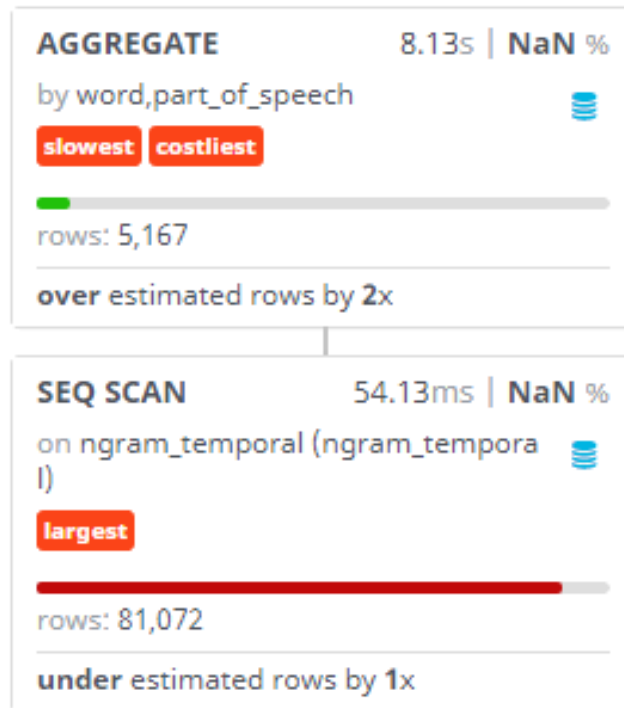 AGGREGATE 8.13s | NaN %
by word,part_of_speech
slowest costliest
rows: 5,167
over estimated rows by 2x
SEQ SCAN 54.13ms | NaN %
on ngram_temporal (ngram_tempora
l)
largest
rows: 81,072
under estimated rows by 1x